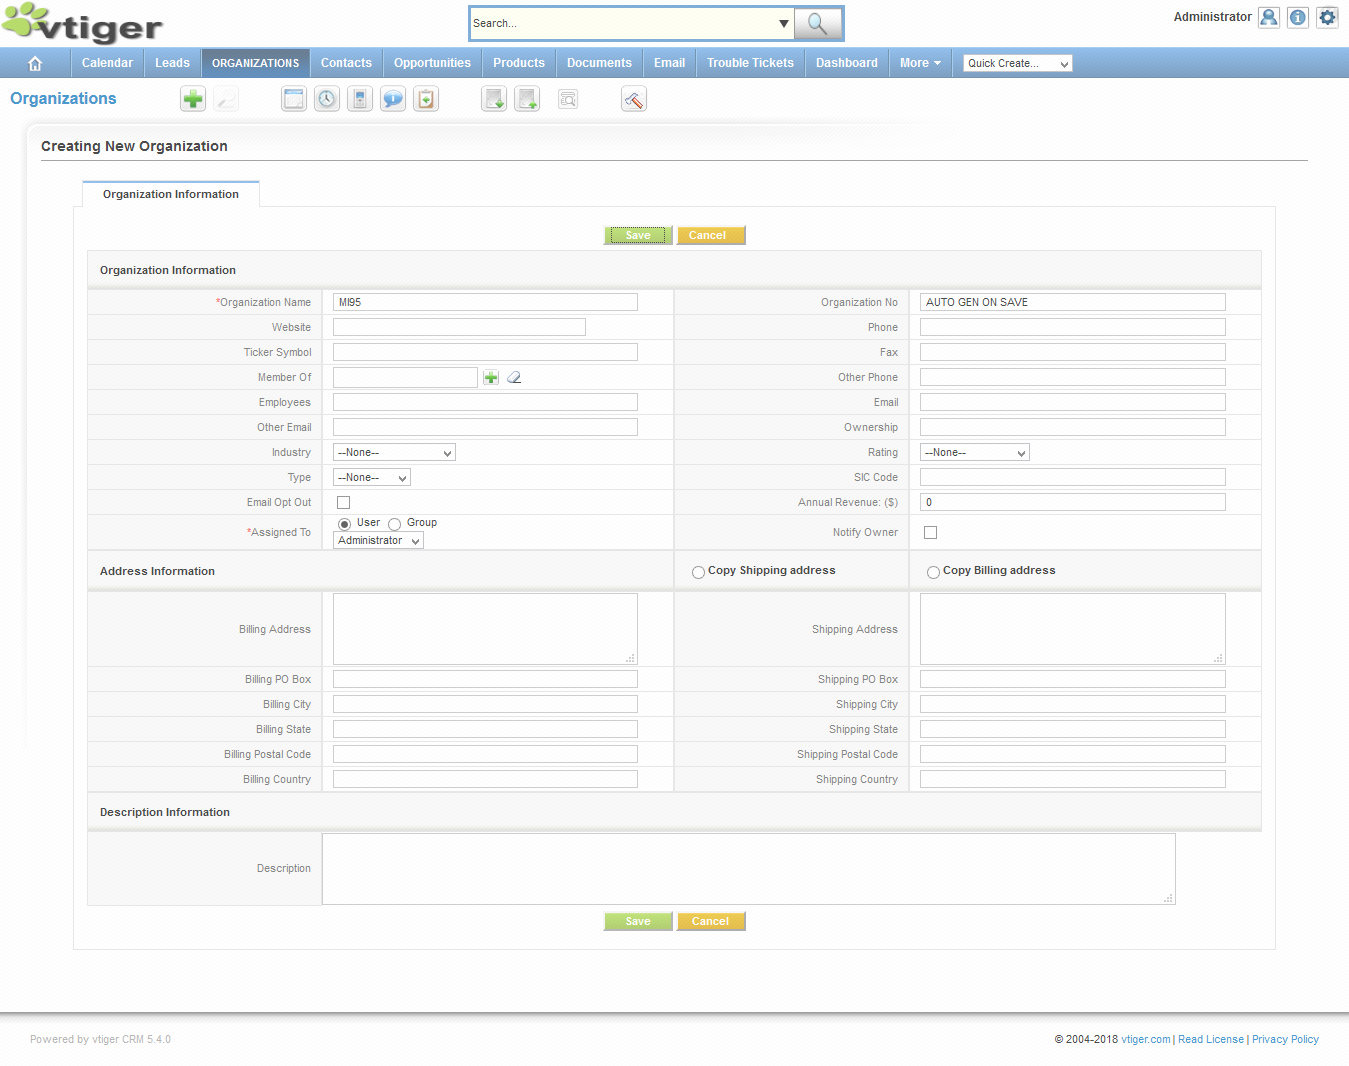 vtiger
Search...
Administrator
Calendar
Leads
ORGANIZATIONS
Contacts
Opportunities
Products
Documents
Email
Trouble Tickets
Dashboard
More
Quick Create...
Organizations
Creating New Organization
Organization Information
Save
Cancel
Organization Information
*Organization Name
MI95
Organization No
AUTO GEN ON SAVE
Website
Phone
Ticker Symbol
Fax
Member Of
Other Phone
Employees
Email
Other Email
Ownership
Industry
--None--
Rating
--None--
Type
--None--
SIC Code
Email Opt Out
Annual Revenue: ($)
0
*Assigned To
User
Group
Administrator
Notify Owner
Address Information
Copy Shipping address
Copy Billing address
Billing Address
Shipping Address
Billing PO Box
Shipping PO Box
Billing City
Shipping City
Billing State
Shipping State
Billing Postal Code
Shipping Postal Code
Billing Country
Shipping Country
Description Information
Description
Save
Cancel
Powered by vtiger CRM 5.4.0
© 2004-2018 vtiger.com | Read License | Privacy Policy